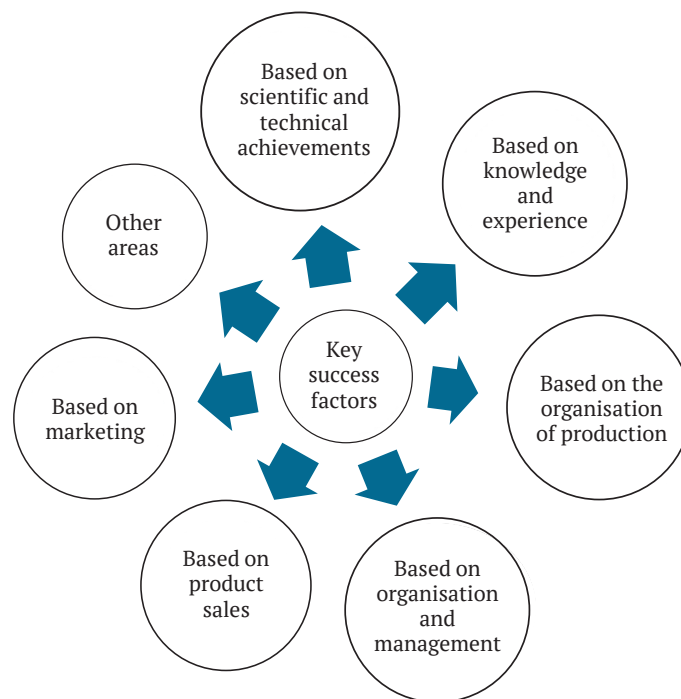 Based on
scientific and
technical
achievements
Based on
knowledge
and
experience
Other
areas
Key
success
factors
Based on the
organisation
of production
Based on
marketing
Based on
product
sales
Based on
organisation
and
management